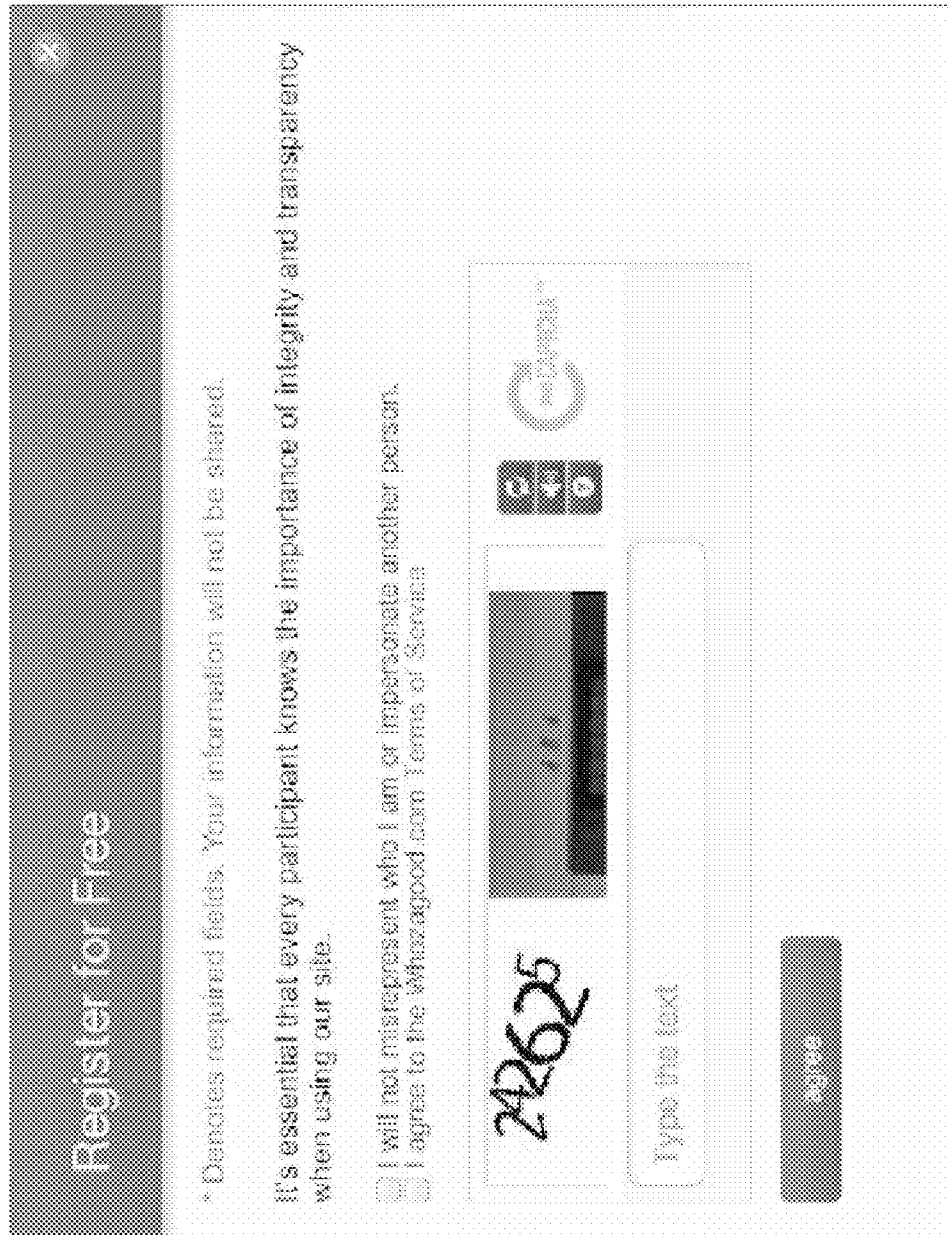 Register for Free
X
* Denotes required fields. Your information will not be shared.
It's essential that every participant knows the importance of integrity and transparency
when using our site.
I will not misrepresent who I am or impersonate another person.
I agree to the Whozagood.com Terms of Service
242625
Type the text
agree